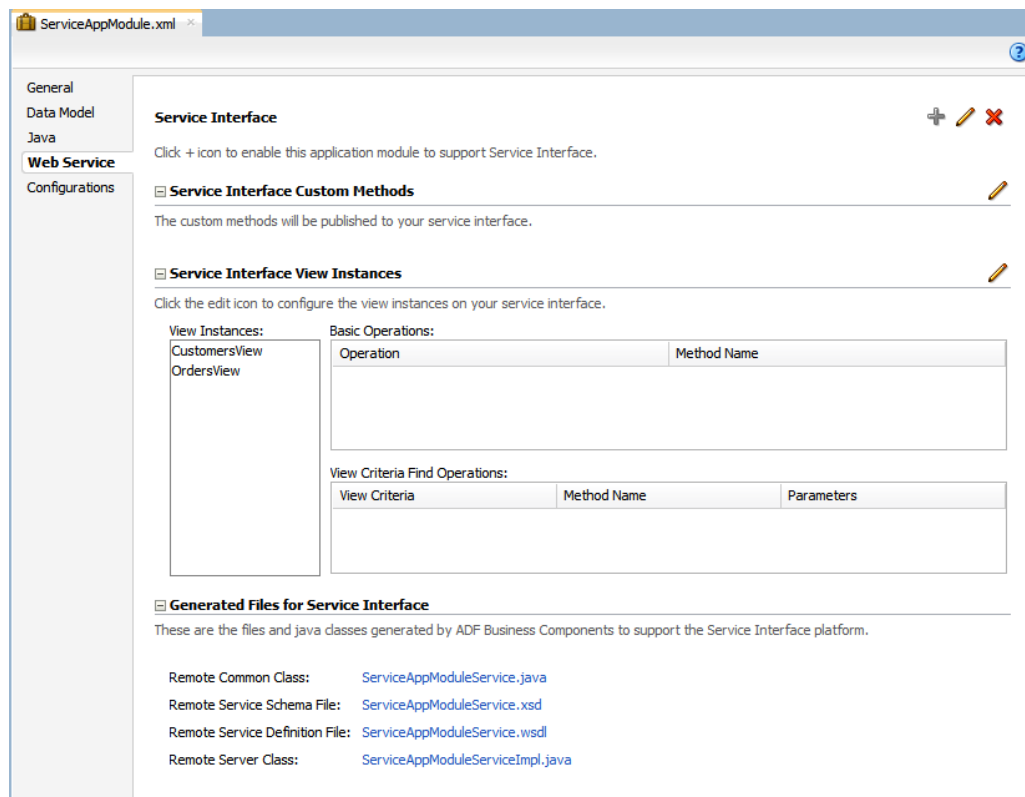 ServiceAppModule.xml
General
Data Model
Java
Web Service
Configurations
Service Interface
Click + icon to enable this application module to support Service Interface.
Service Interface Custom Methods
The custom methods will be published to your service interface.
Service Interface View Instances
Click the edit icon to configure the view instances on your service interface.
View Instances:
CustomersView
OrdersView
Basic Operations:
Operation Method Name
View Criteria Find Operations:
View Criteria Method Name Parameters
Generated Files for Service Interface
These are the files and java classes generated by ADF Business Components to support the Service Interface platform.
Remote Common Class: ServiceAppModuleService.java
Remote Service Schema File: ServiceAppModuleService.xsd
Remote Service Definition File: ServiceAppModuleService.wsdl
Remote Server Class: ServiceAppModuleServiceImpl.java